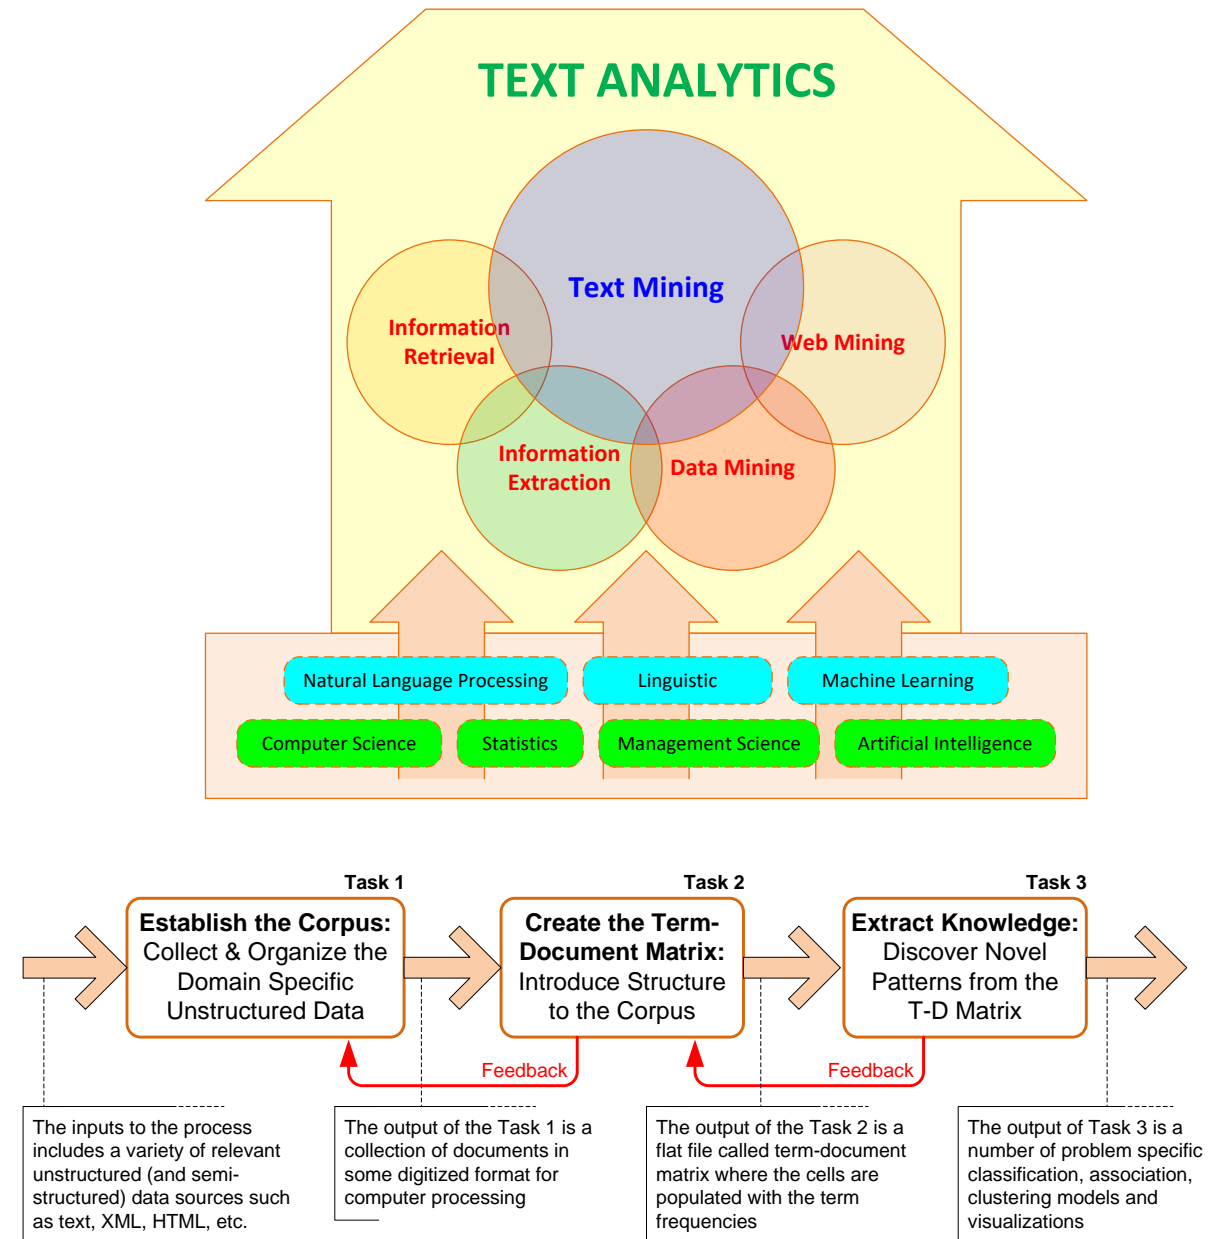 TEXT ANALYTICS
Text Mining
Information
Retrieval
Web Mining
Information
Extraction
Data Mining
Natural Language Processing
Linguistic
Machine Learning
Computer Science
Statistics
Management Science
Artificial Intelligence
Task 1
Establish the Corpus:
Collect & Organize the
Domain Specific
Unstructured Data
Task 2
Create the Term-
Document Matrix:
Introduce Structure
to the Corpus
Task 3
Extract Knowledge:
Discover Novel
Patterns from the
T-D Matrix
Feedback
Feedback
The inputs to the process
includes a variety of relevant
unstructured (and semi-
structured) data sources such
as text, XML, HTML, etc.
The output of the Task 1 is a
collection of documents in
some digitized format for
computer processing
The output of the Task 2 is a
flat file called term-document
matrix where the cells are
populated with the term
frequencies
The output of Task 3 is a
number of problem specific
classification, association,
clustering models and
visualizations